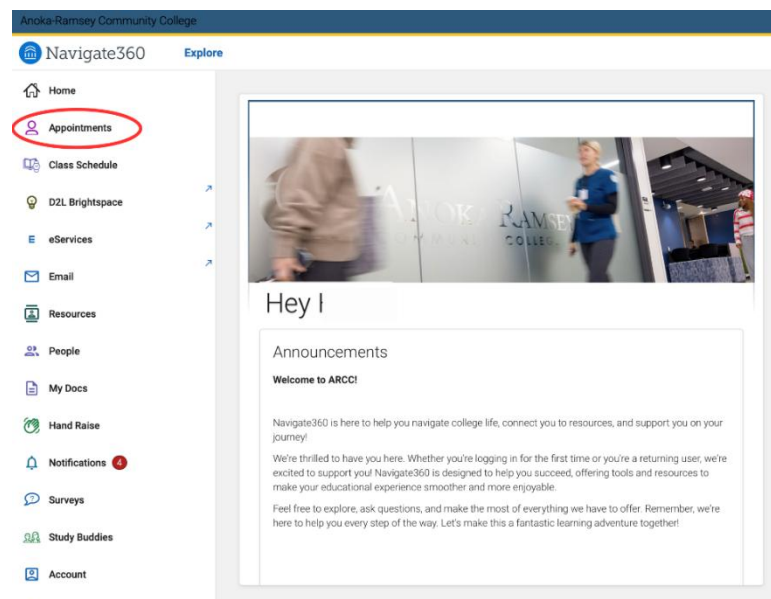 Anoka-Ramsey Community College
Navigate360
Explore
Home
Appointments
Class Schedule
D2L Brightspace
E eServices
Email
Resources
People
My Docs
Hand Raise
Notifications 4
Surveys
Study Buddies
Account
ANOKA RAMSEY
COLLEG
Hey
Announcements
Welcome to ARCC!
Navigate360 is here to help you navigate college life, connect you to resources, and support you on your
journey!
We're thrilled to have you here. Whether you're logging in for the first time or you're a returning user, we're
excited to support you! Navigate360 is designed to help you succeed, offering tools and resources to
make your educational experience smoother and more enjoyable.
Feel free to explore, ask questions, and make the most of everything we have to offer. Remember, we're
here to help you every step of the way. Let's make this a fantastic learning adventure together!